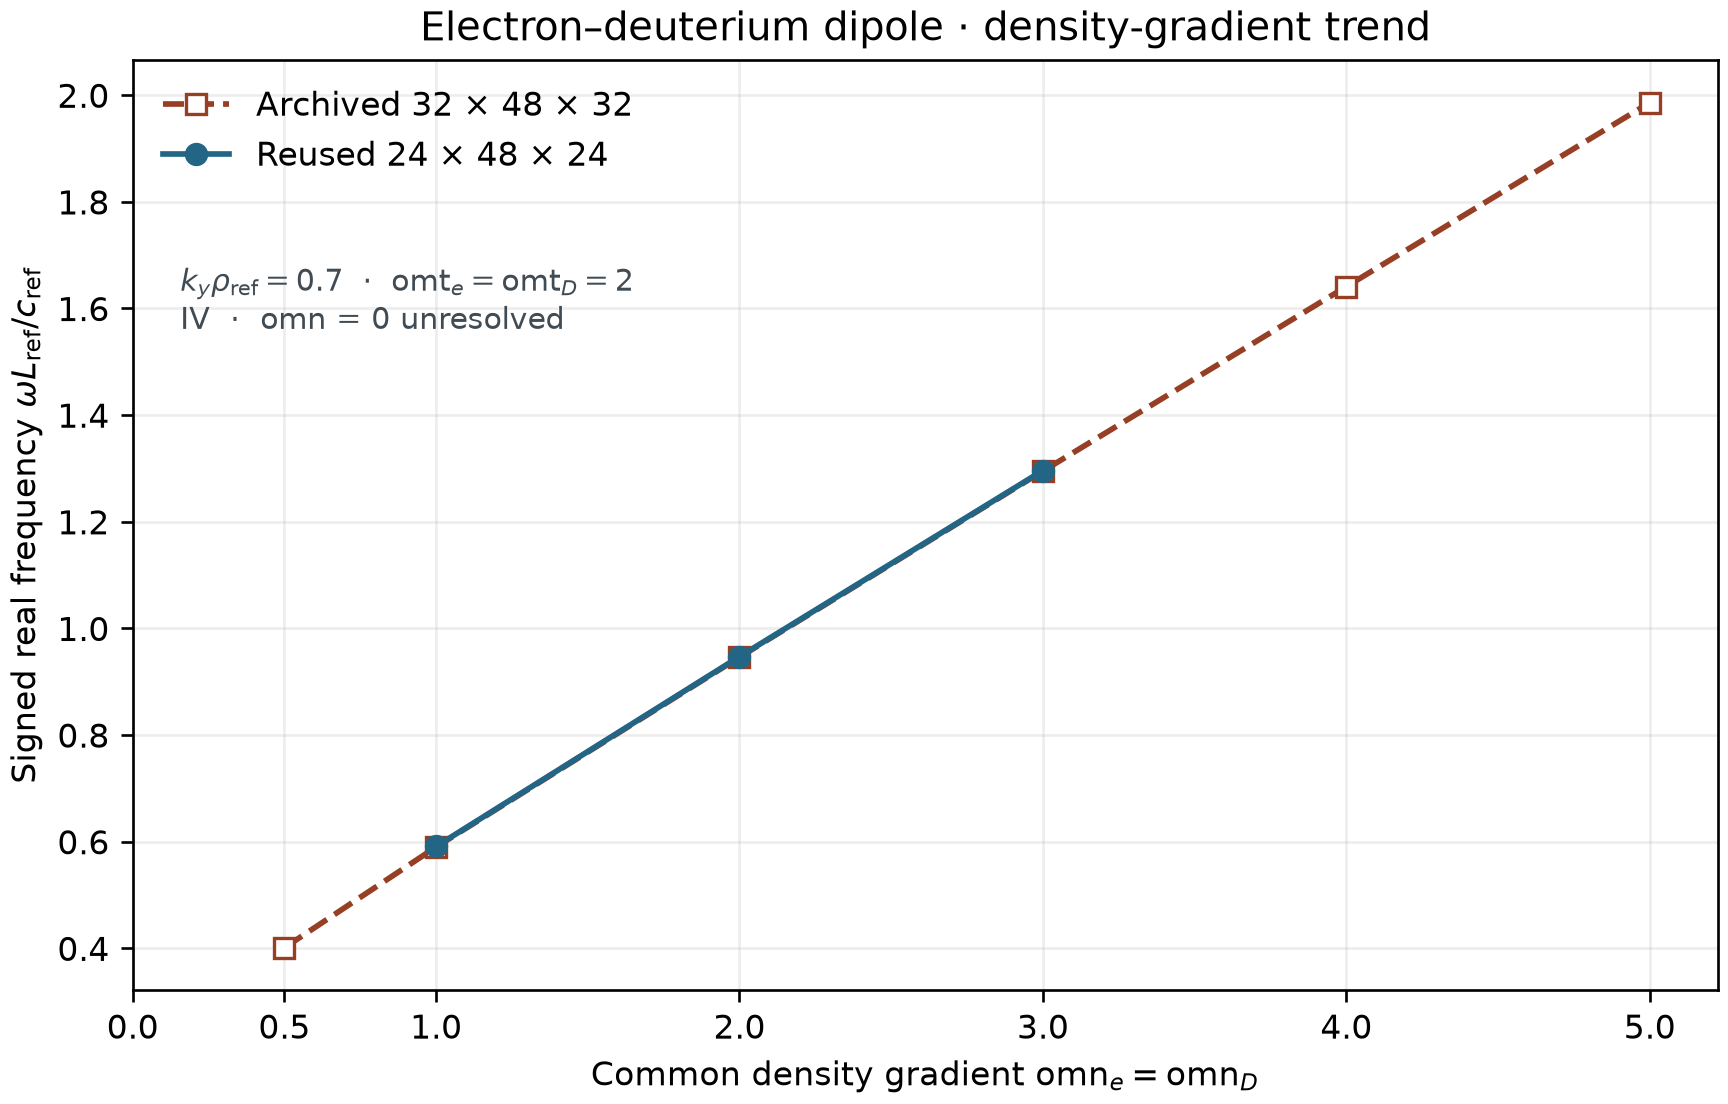 Electron–deuterium dipole · density-gradient trend
Archived 32 × 48 × 32
Reused 24 × 48 × 24
k_yρ_ref = 0.7 · omt_e = omt_D = 2
IV · omn = 0 unresolved
Signed real frequency ωL_ref/c_ref
2.0
1.8
1.6
1.4
1.2
1.0
0.8
0.6
0.4
0.0 0.5 1.0 2.0 3.0 4.0 5.0
Common density gradient omn_e = omn_D